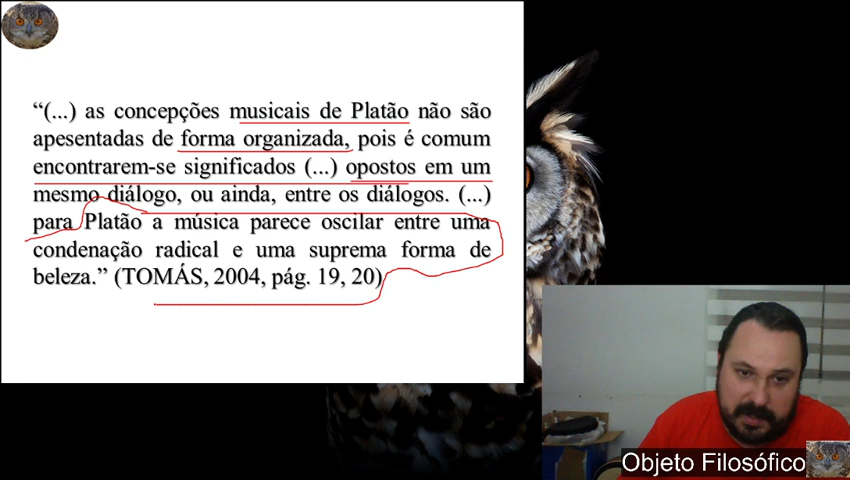 “(...) as concepções musicais de Platão não são
apesentadas de forma organizada, pois é comum
encontrarem-se significados (...) opostos em um
mesmo diálogo, ou ainda, entre os diálogos. (...)
para Platão a música parece oscilar entre uma
condenação radical e uma suprema forma de
beleza.” (TOMÁS, 2004, pág. 19, 20)
Objeto Filosófico